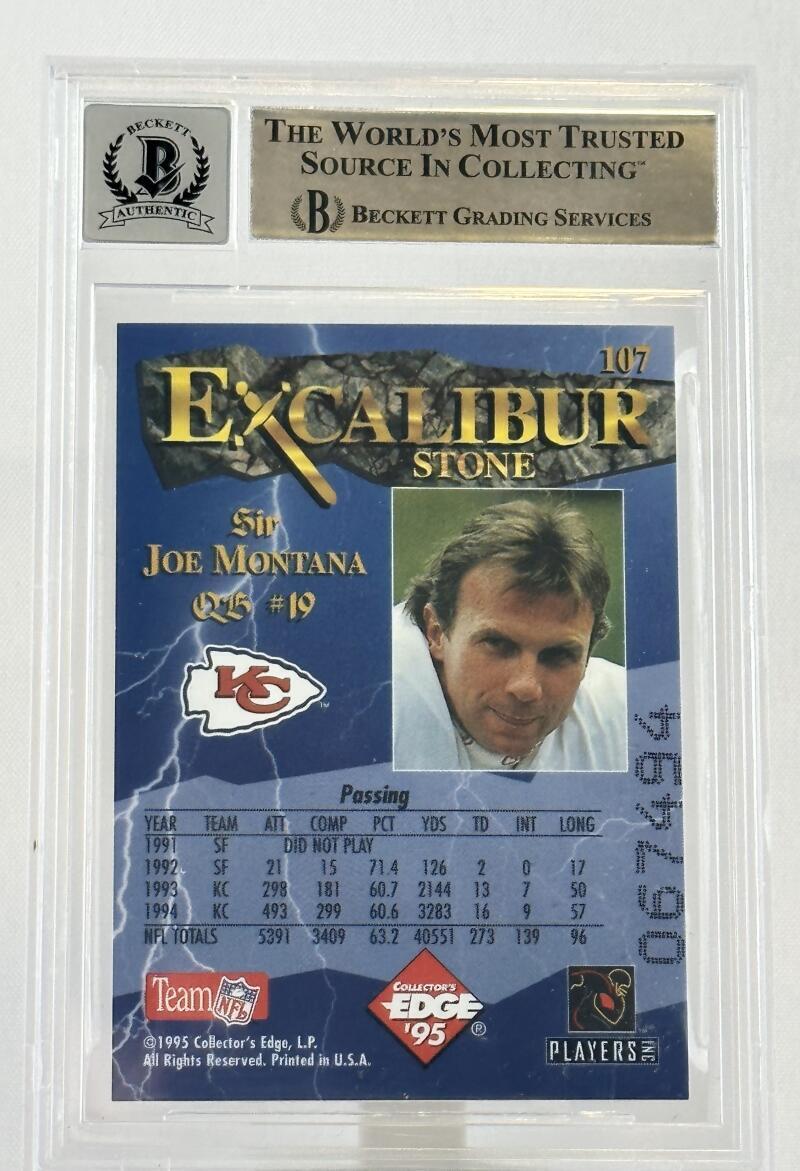 BECKETT
B
AUTHENTIC
THE WORLD'S MOST TRUSTED
SOURCE IN COLLECTING™
B BECKETT GRADING SERVICES
107
EXCALIBUR
STONE
Sir
JOE MONTANA
QB #19
KC
TM
Passing
YEAR TEAM ATT COMP PCT YDS TD INT LONG
1991 SF DID NOT PLAY
1992 SF 21 15 71.4 126 2 0 17
1993 KC 298 181 60.7 2144 13 7 50
1994 KC 493 299 60.6 3283 16 9 57
NFL TOTALS 5391 3409 63.2 40551 273 139 96
067494
Team NFL
©1995 Collector's Edge, L.P.
All Rights Reserved. Printed in U.S.A.
COLLECTOR'S
EDGE
'95 ®
PLAYERS INC